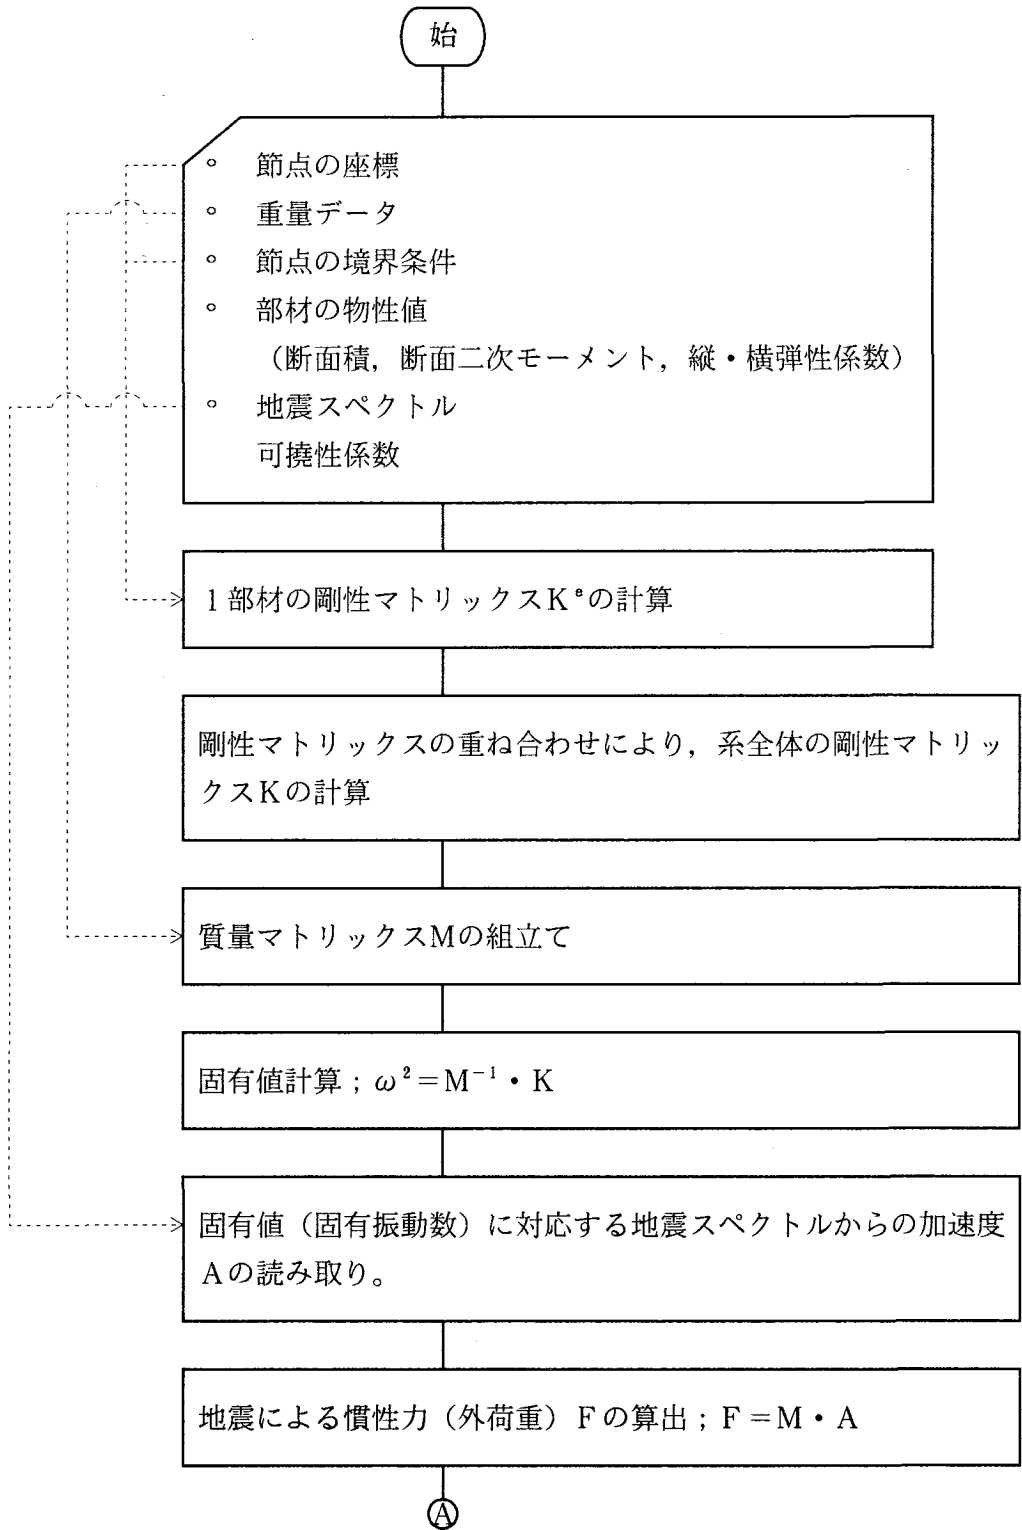 始
○ 節点の座標
○ 重量データ
○ 節点の境界条件
○ 部材の物性値
（断面積，断面二次モーメント，縦・横弾性係数）
○ 地震スペクトル
可撓性係数
1部材の剛性マトリックスKᵉの計算
剛性マトリックスの重ね合わせにより，系全体の剛性マトリッ
クスKの計算
質量マトリックスMの組立て
固有値計算；ω²＝M⁻¹・K
固有値（固有振動数）に対応する地震スペクトルからの加速度
Aの読み取り。
地震による慣性力（外荷重）Fの算出；F＝M・A
Ⓐ